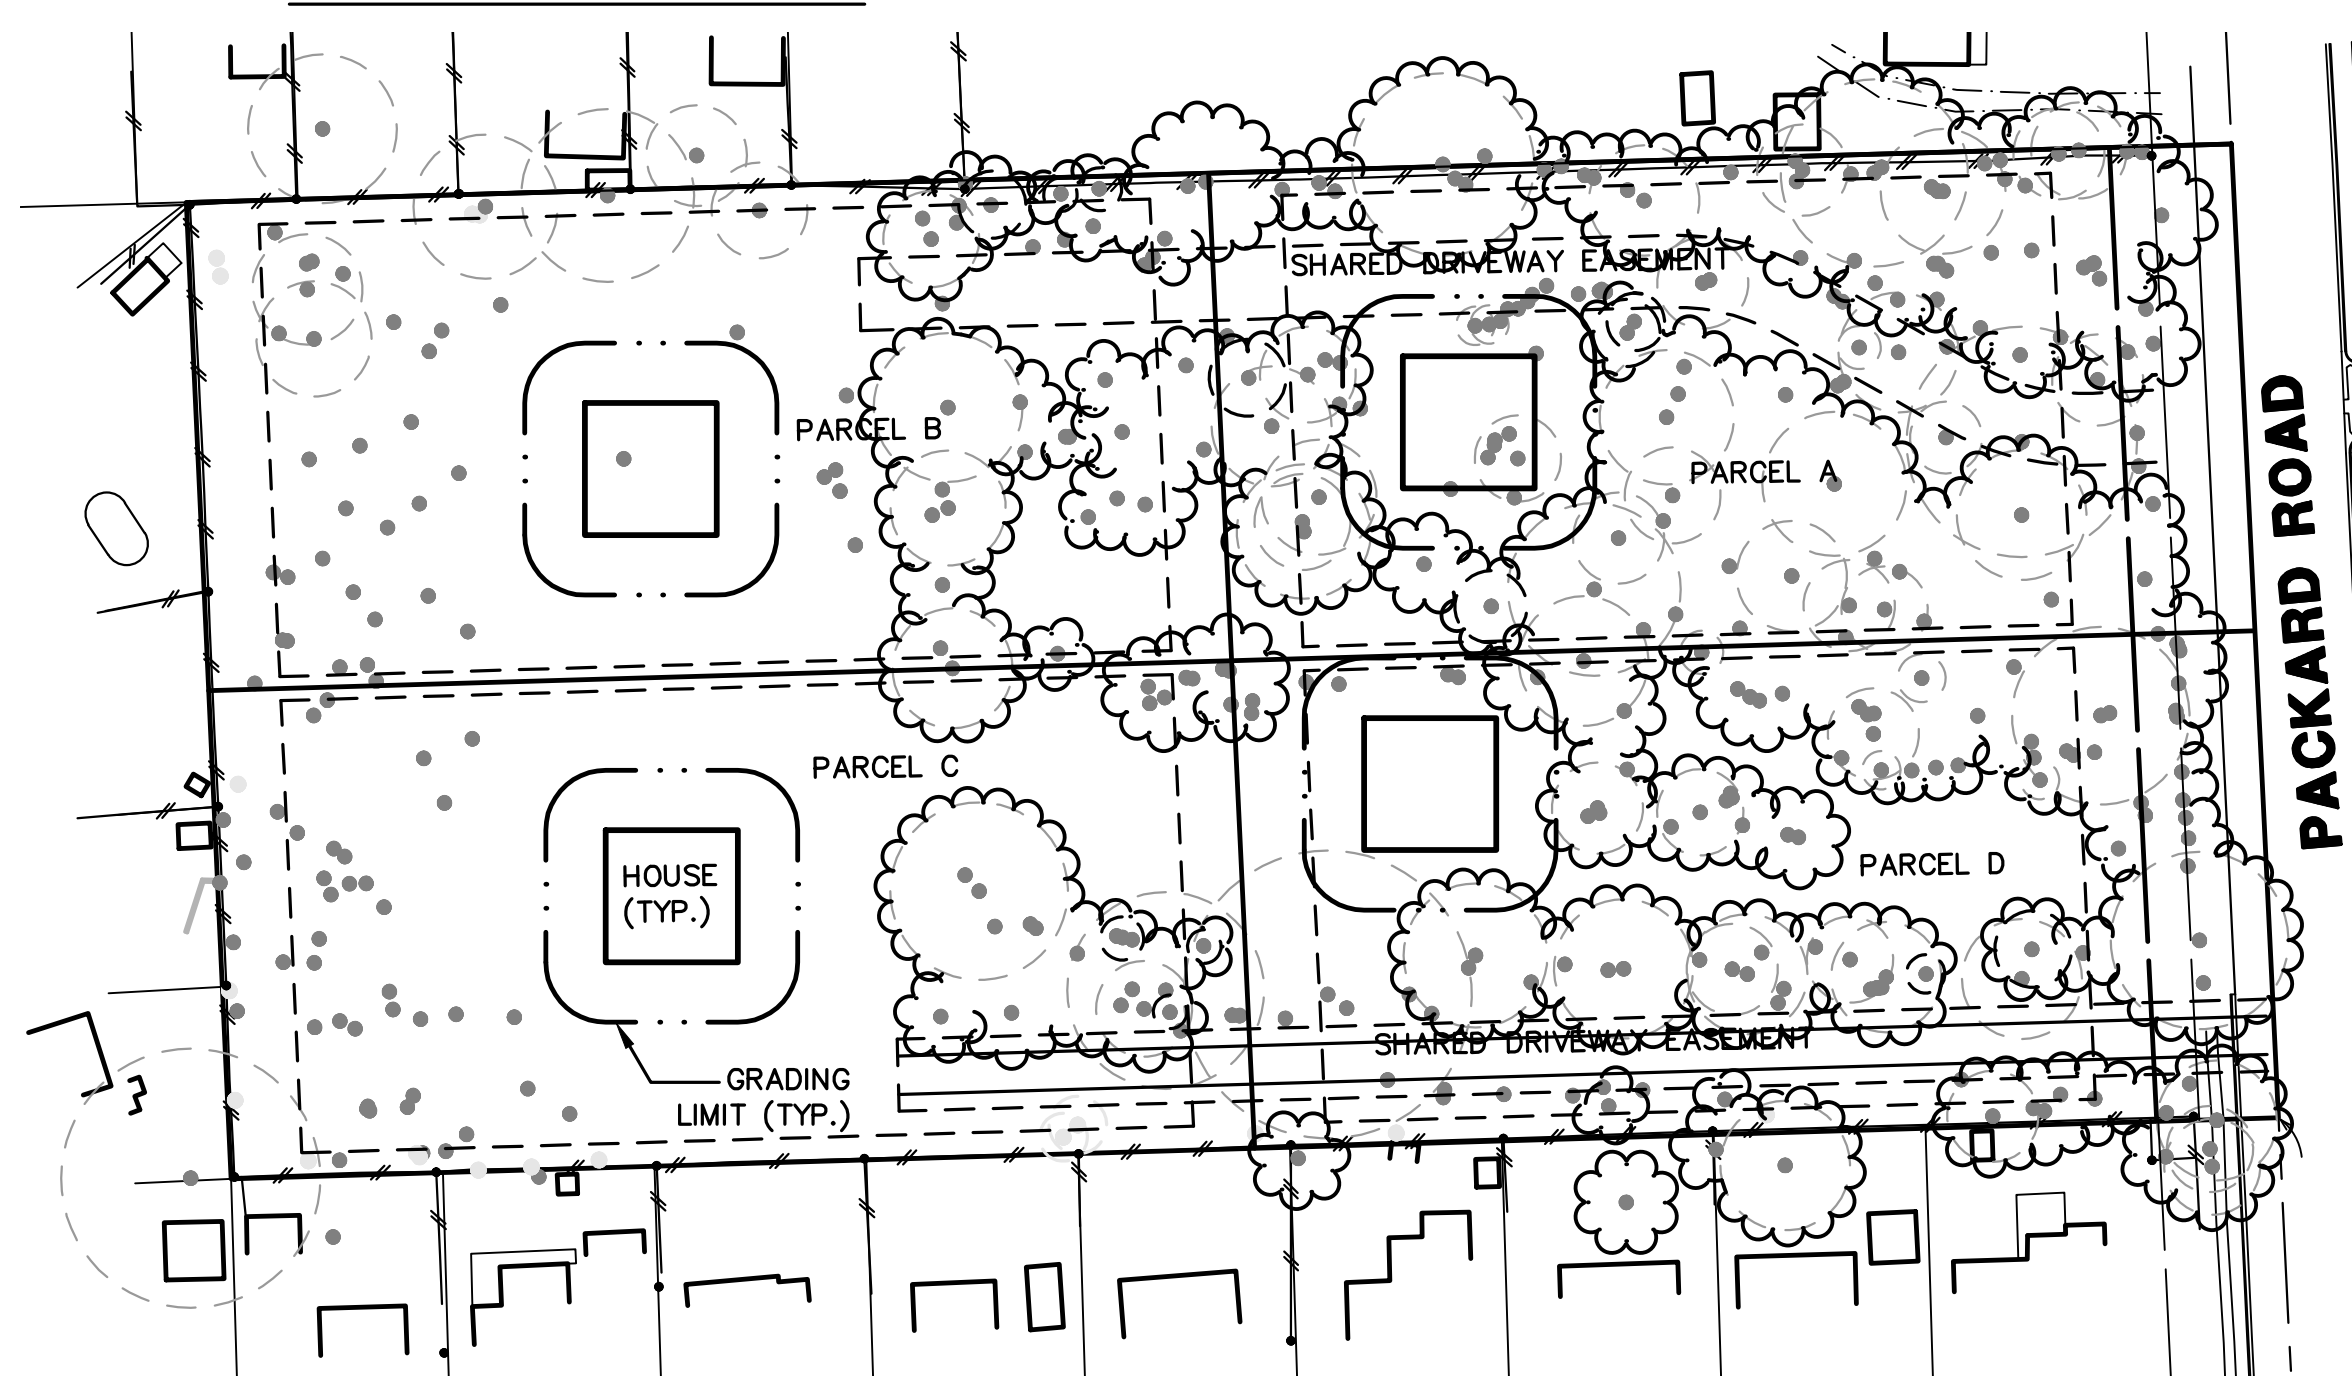 SHARED DRIVEWAY EASEMENT
PARCEL B
PARCEL A
PACKARD ROAD
PARCEL C
HOUSE
(TYP.)
PARCEL D
SHARED DRIVEWAY EASEMENT
GRADING
LIMIT (TYP.)